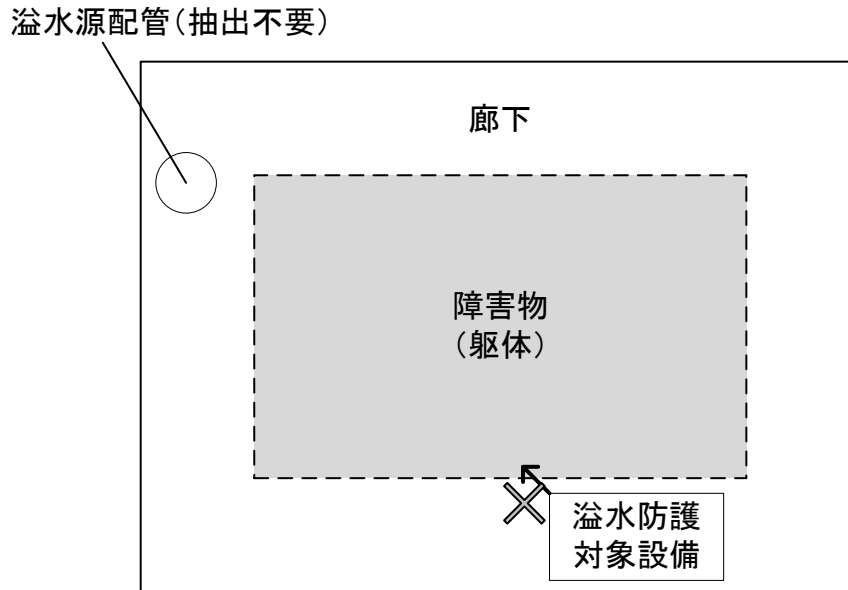 溢水源配管(抽出不要)
廊下
障害物
(躯体)
溢水防護
対象設備